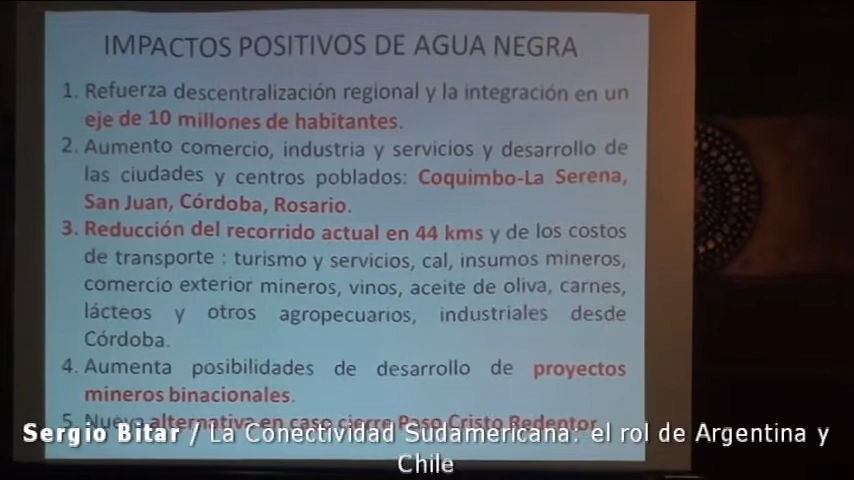 IMPACTOS POSITIVOS DE AGUA NEGRA
1. Refuerza descentralización regional y la integración en un
eje de 10 millones de habitantes.
2. Aumento comercio, industria y servicios y desarrollo de
las ciudades y centros poblados: Coquimbo-La Serena,
San Juan, Córdoba, Rosario.
3. Reducción del recorrido actual en 44 kms y de los costos
de transporte : turismo y servicios, cal, insumos mineros,
comercio exterior mineros, vinos, aceite de oliva, carnes,
lácteos y otros agropecuarios, industriales desde
Córdoba.
4. Aumenta posibilidades de desarrollo de proyectos
mineros binacionales.
5. Nueva alternativa en caso cierre Paso Cristo Redentor
Sergio Bitar / La Conectividad Sudamericana: el rol de Argentina y
Chile